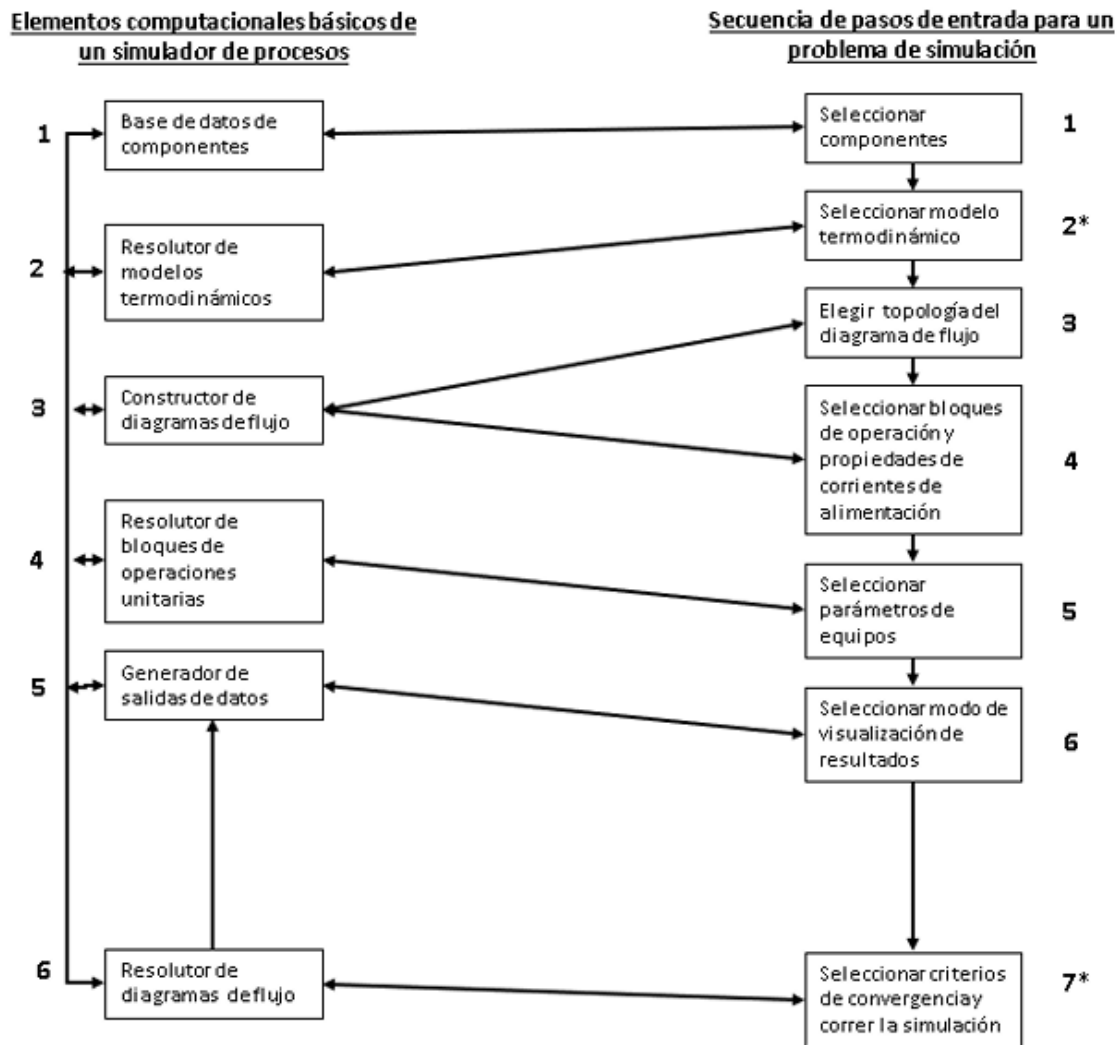 Elementos computacionales básicos de
un simulador de procesos
Secuencia de pasos de entrada para un
problema de simulación
1
Base de datos de
componentes
Seleccionar
componentes
1
2
Resolutor de
modelos
termodinámicos
Seleccionar modelo
termodinámico
2*
Elegir topología del
diagrama de flujo
3
3
Constructor de
diagramas de flujo
Seleccionar bloques
de operación y
propiedades de
corrientes de
alimentación
4
4
Resolutor de
bloques de
operaciones
unitarias
Seleccionar
parámetros de
equipos
5
5
Generador de
salidas de datos
Seleccionar modo de
visualización de
resultados
6
6
Resolutor de
diagramas de flujo
Seleccionar criterios
de convergencia y
correr la simulación
7*